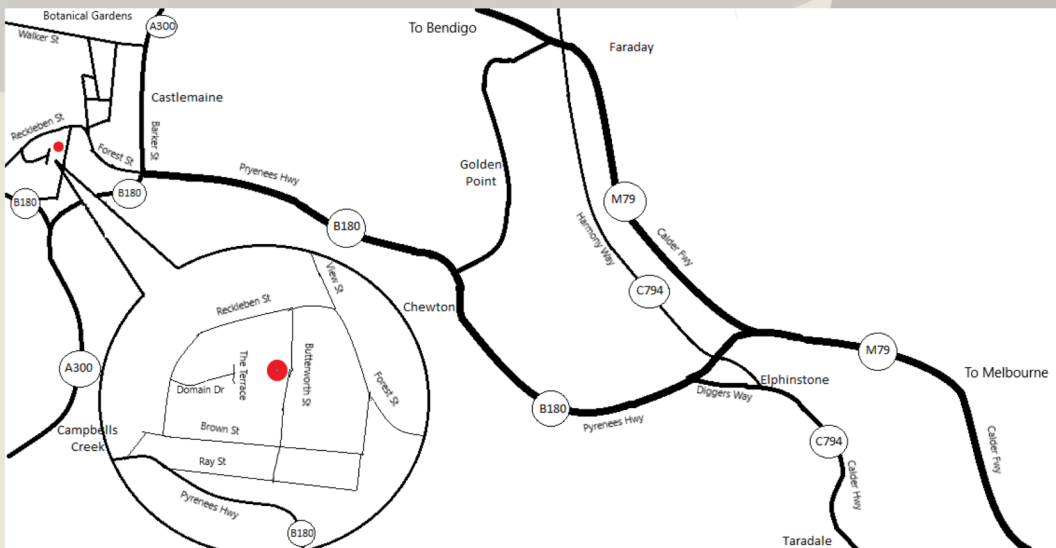 Botanical Gardens
A300
Walker St
To Bendigo
Faraday
Castlemaine
Reckleben St
Barker St
Forest St
Pryenees Hwy
Golden
Point
B180
B180
B180
M79
Harmony Way
Calder Fwy
C794
Chewton
View St
Reckleben St
The Terrace
Butterworth St
Domain Dr
Forest St
Brown St
Ray St
Pyrenees Hwy
B180
A300
Campbells
Creek
M79
To Melbourne
Elphinstone
Diggers Way
B180
Pyrenees Hwy
C794
Calder Hwy
Calder Fwy
Taradale